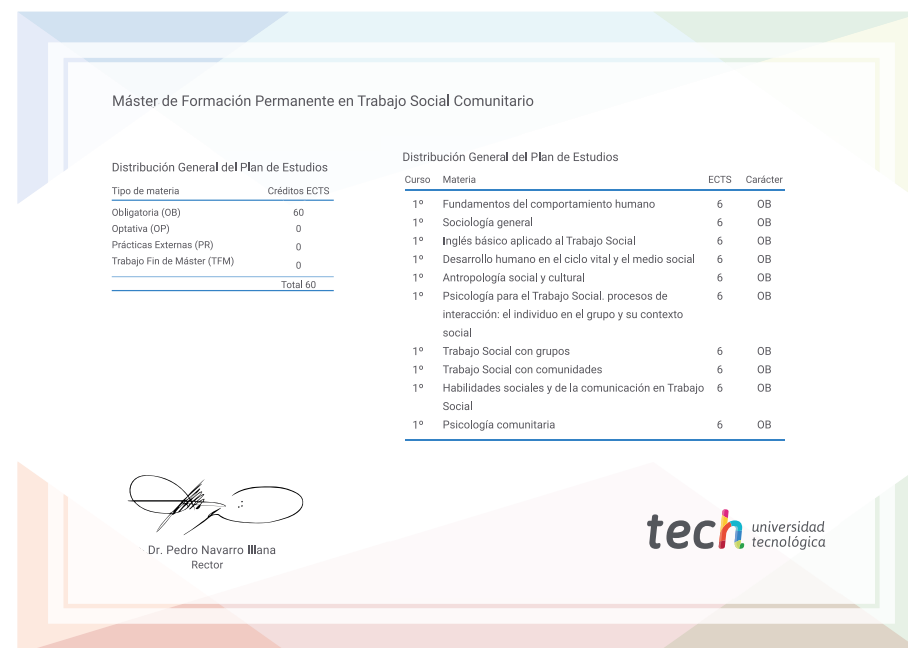 Máster de Formación Permanente en Trabajo Social Comunitario
Distribución General del Plan de Estudios
Tipo de materia Créditos ECTS
Obligatoria (OB) 60
Optativa (OP) 0
Prácticas Externas (PR) 0
Trabajo Fin de Máster (TFM) 0
Total 60
Distribución General del Plan de Estudios
Curso Materia ECTS Carácter
1º Fundamentos del comportamiento humano 6 OB
1º Sociología general 6 OB
1º Inglés básico aplicado al Trabajo Social 6 OB
1º Desarrollo humano en el ciclo vital y el medio social 6 OB
1º Antropología social y cultural 6 OB
1º Psicología para el Trabajo Social. procesos de 6 OB
interacción: el individuo en el grupo y su contexto
social
1º Trabajo Social con grupos 6 OB
1º Trabajo Social con comunidades 6 OB
1º Habilidades sociales y de la comunicación en Trabajo 6 OB
Social
1º Psicología comunitaria 6 OB
Dr. Pedro Navarro Illana
Rector
tech universidad
tecnológica